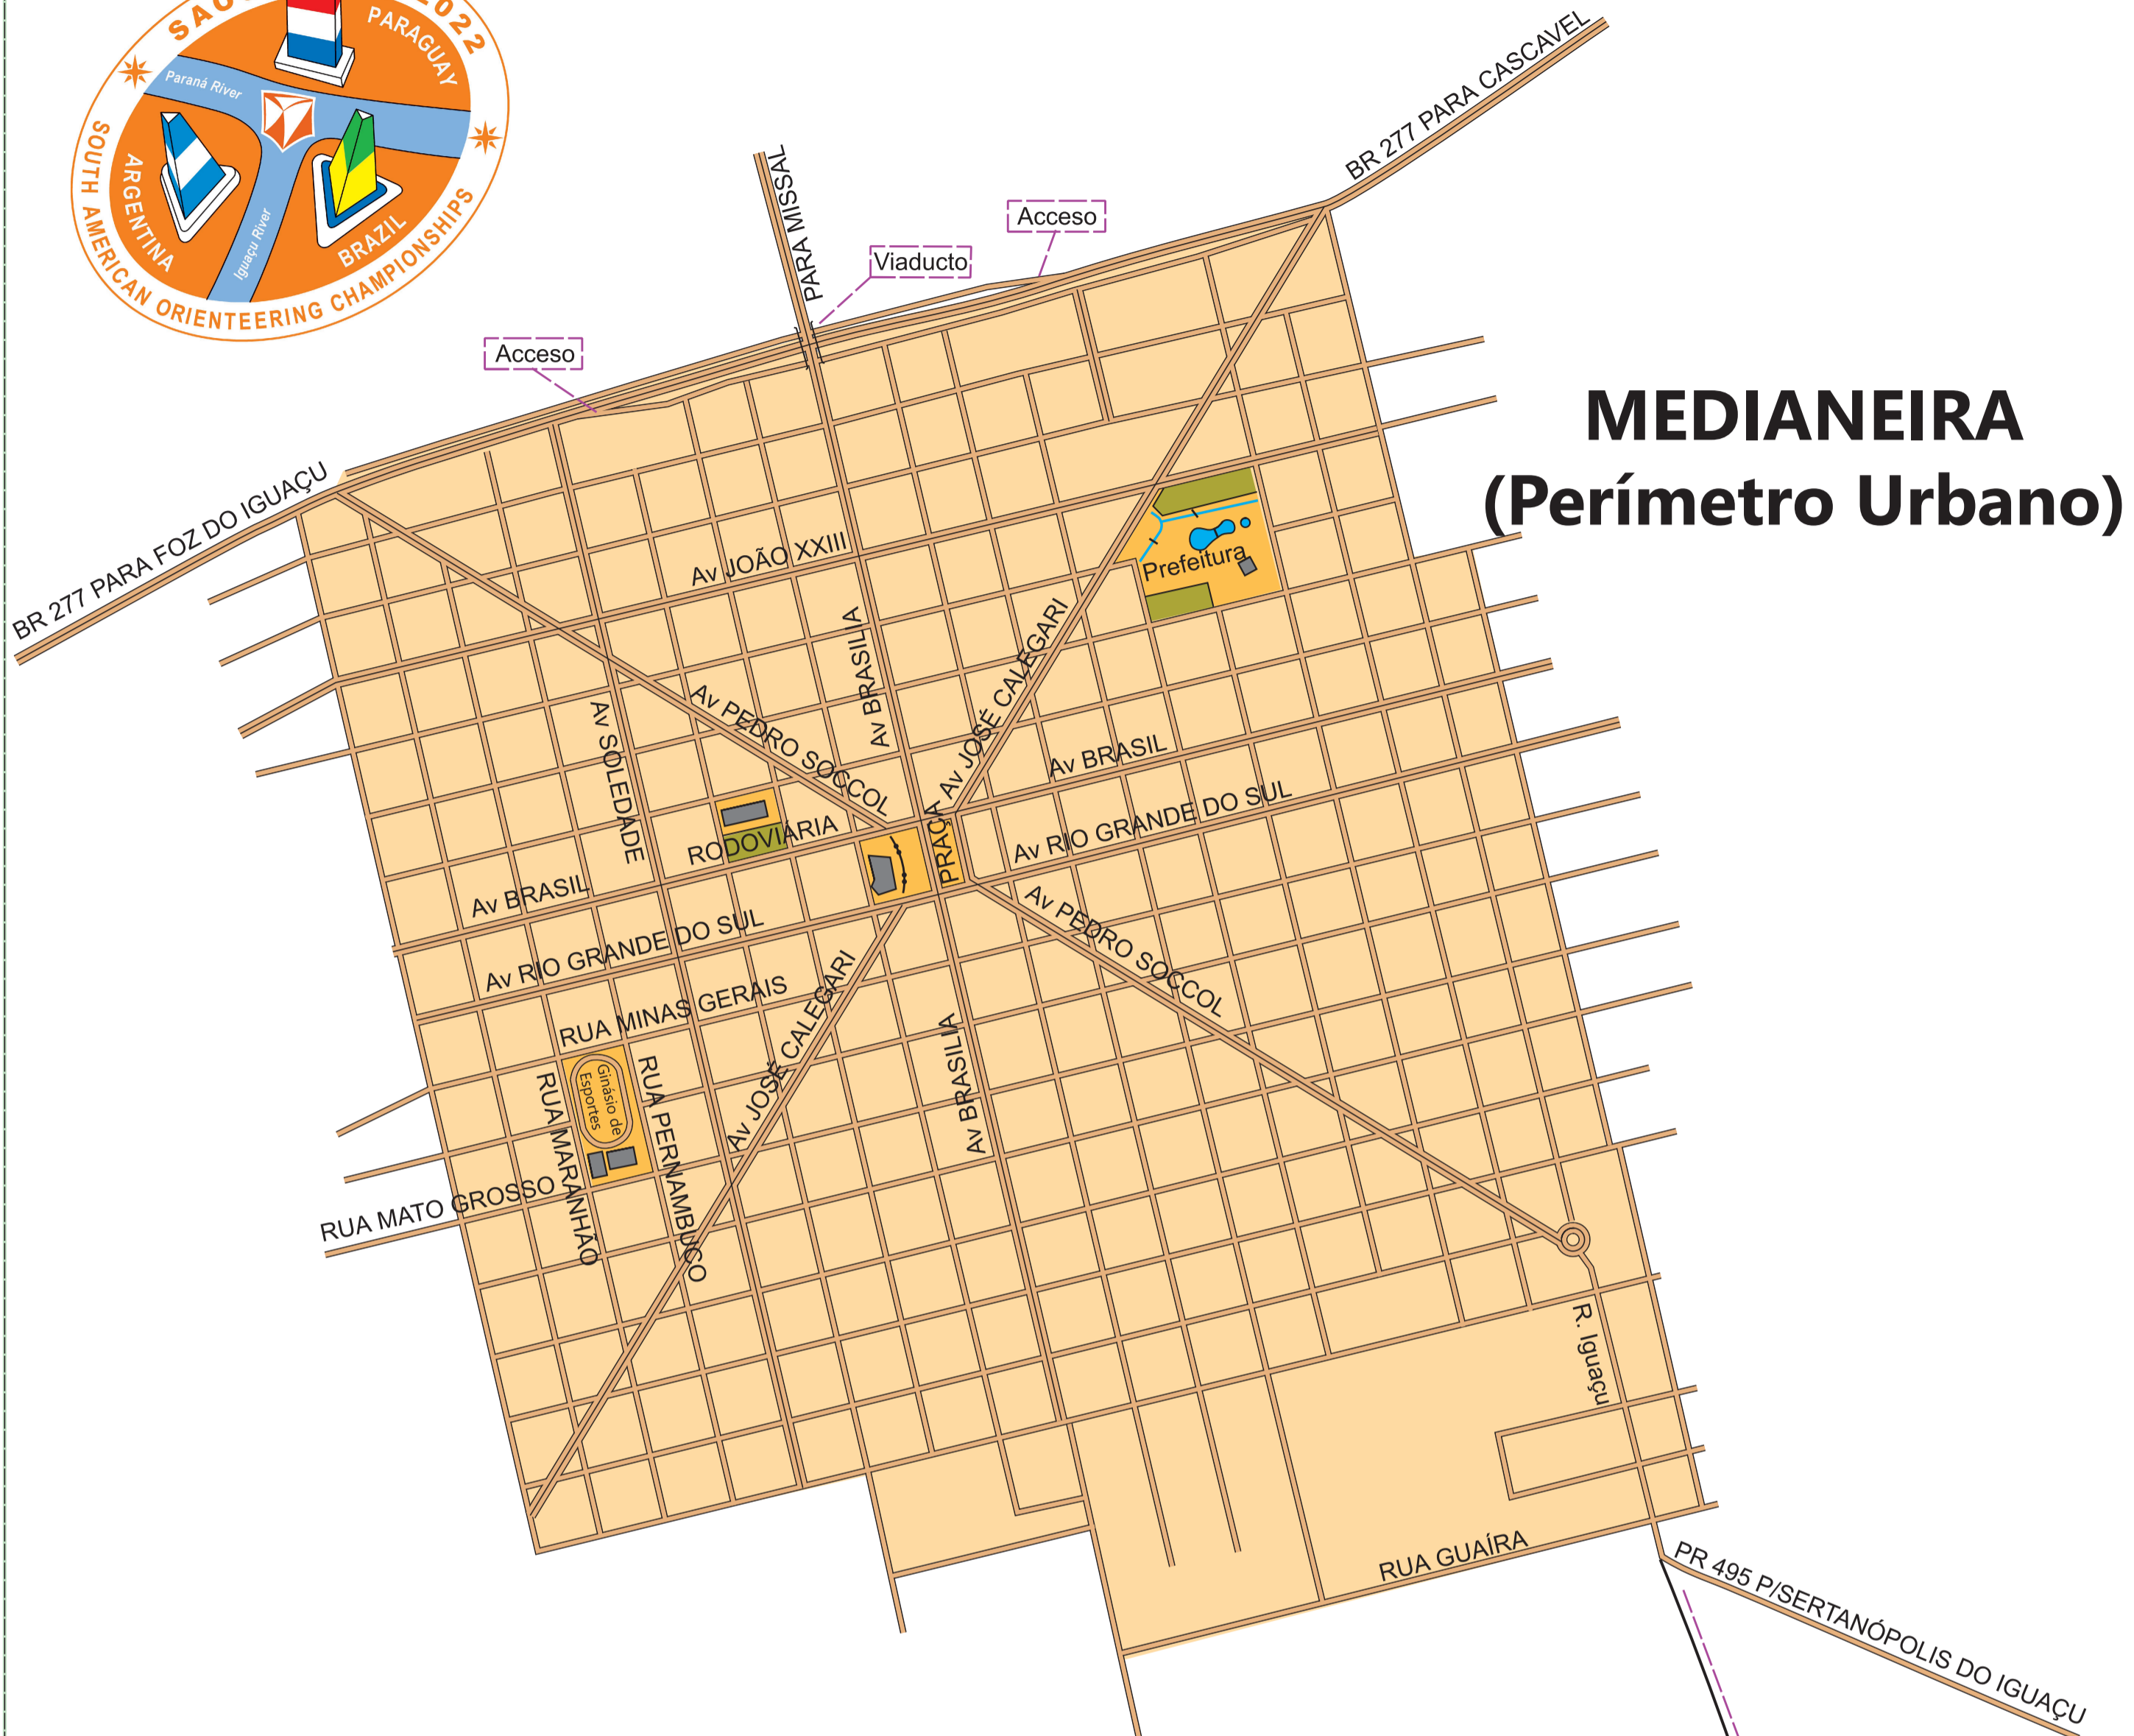 2022
PARAGUAY
Paraná River
ARGENTINA
Iguaçu River
BRAZIL
SOUTH AMERICAN ORIENTEERING CHAMPIONSHIPS
BR 277 PARA CASCAVEL
PARA MISSAL
Acceso
Viaducto
Acceso
MEDIANEIRA
(Perímetro Urbano)
BR 277 PARA FOZ DO IGUAÇU
Av JOÃO XXIII
Prefeitura
Av BRASILIA
Av JOSÉ CALEGARI
Av PEDRO SOCCOL
Av SOLEDADE
Av BRASIL
Av RIO GRANDE DO SUL
RODOVIÁRIA
PRAÇA
Av BRASIL
Av RIO GRANDE DO SUL
Av PEDRO SOCCOL
RUA MINAS GERAIS
Av JOSÉ CALEGARI
Av BRASILIA
Ginásio de
Esportes
RUA MARANHÃO
RUA PERNAMBUCO
RUA MATO GROSSO
R. Iguaçu
RUA GUAÍRA
PR 495 P/SERTANÓPOLIS DO IGUAÇU